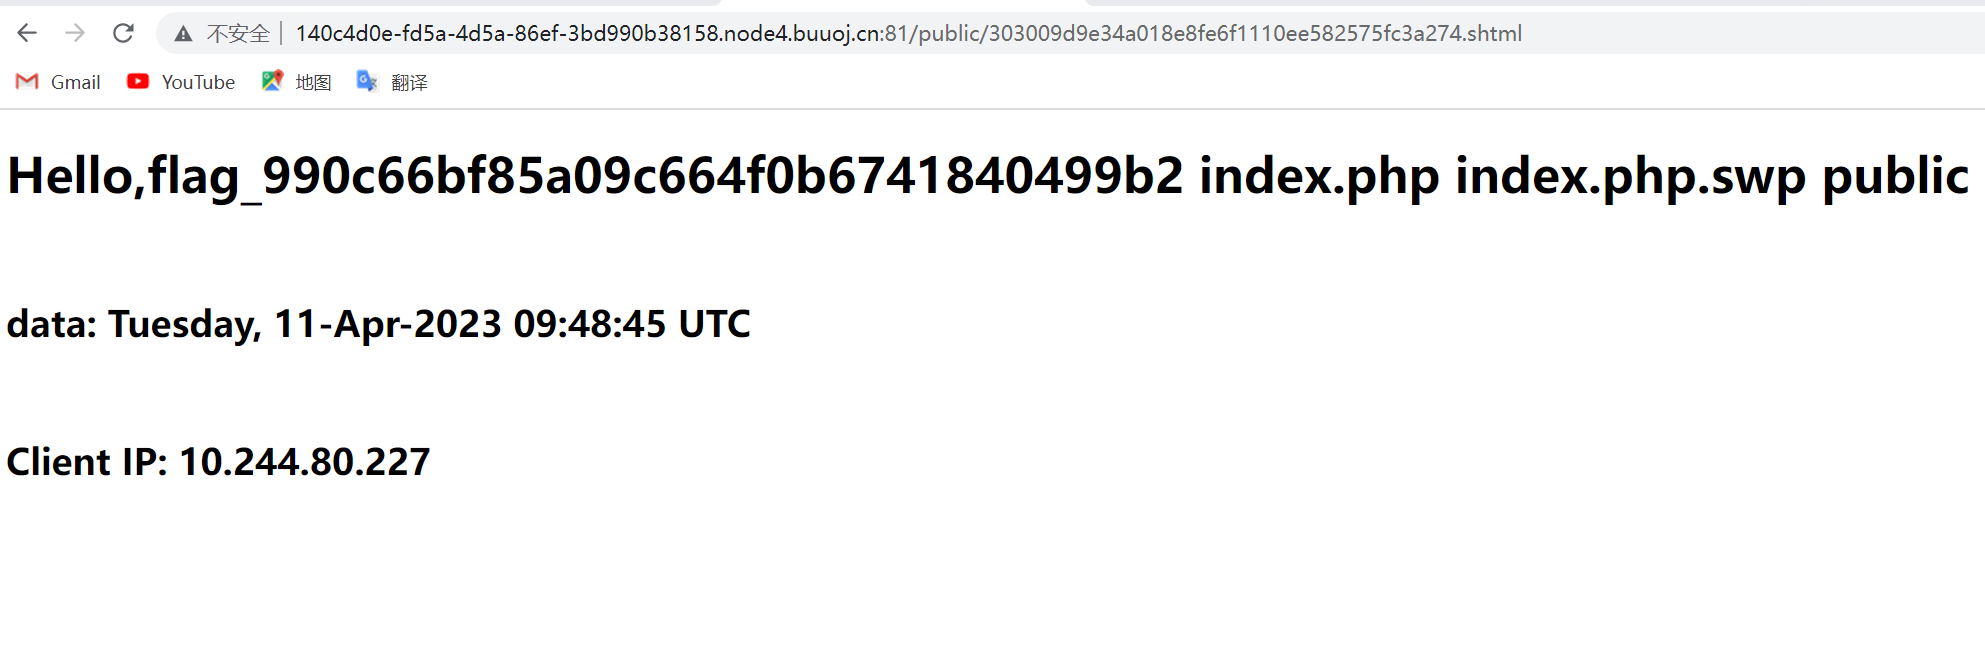 不安全 | 140c4d0e-fd5a-4d5a-86ef-3bd990b38158.node4.buuoj.cn:81/public/303009d9e34a018e8fe6f1110ee582575fc3a274.shtml
Gmail YouTube 地图 翻译
Hello,flag_990c66bf85a09c664f0b6741840499b2 index.php index.php.swp public
data: Tuesday, 11-Apr-2023 09:48:45 UTC
Client IP: 10.244.80.227